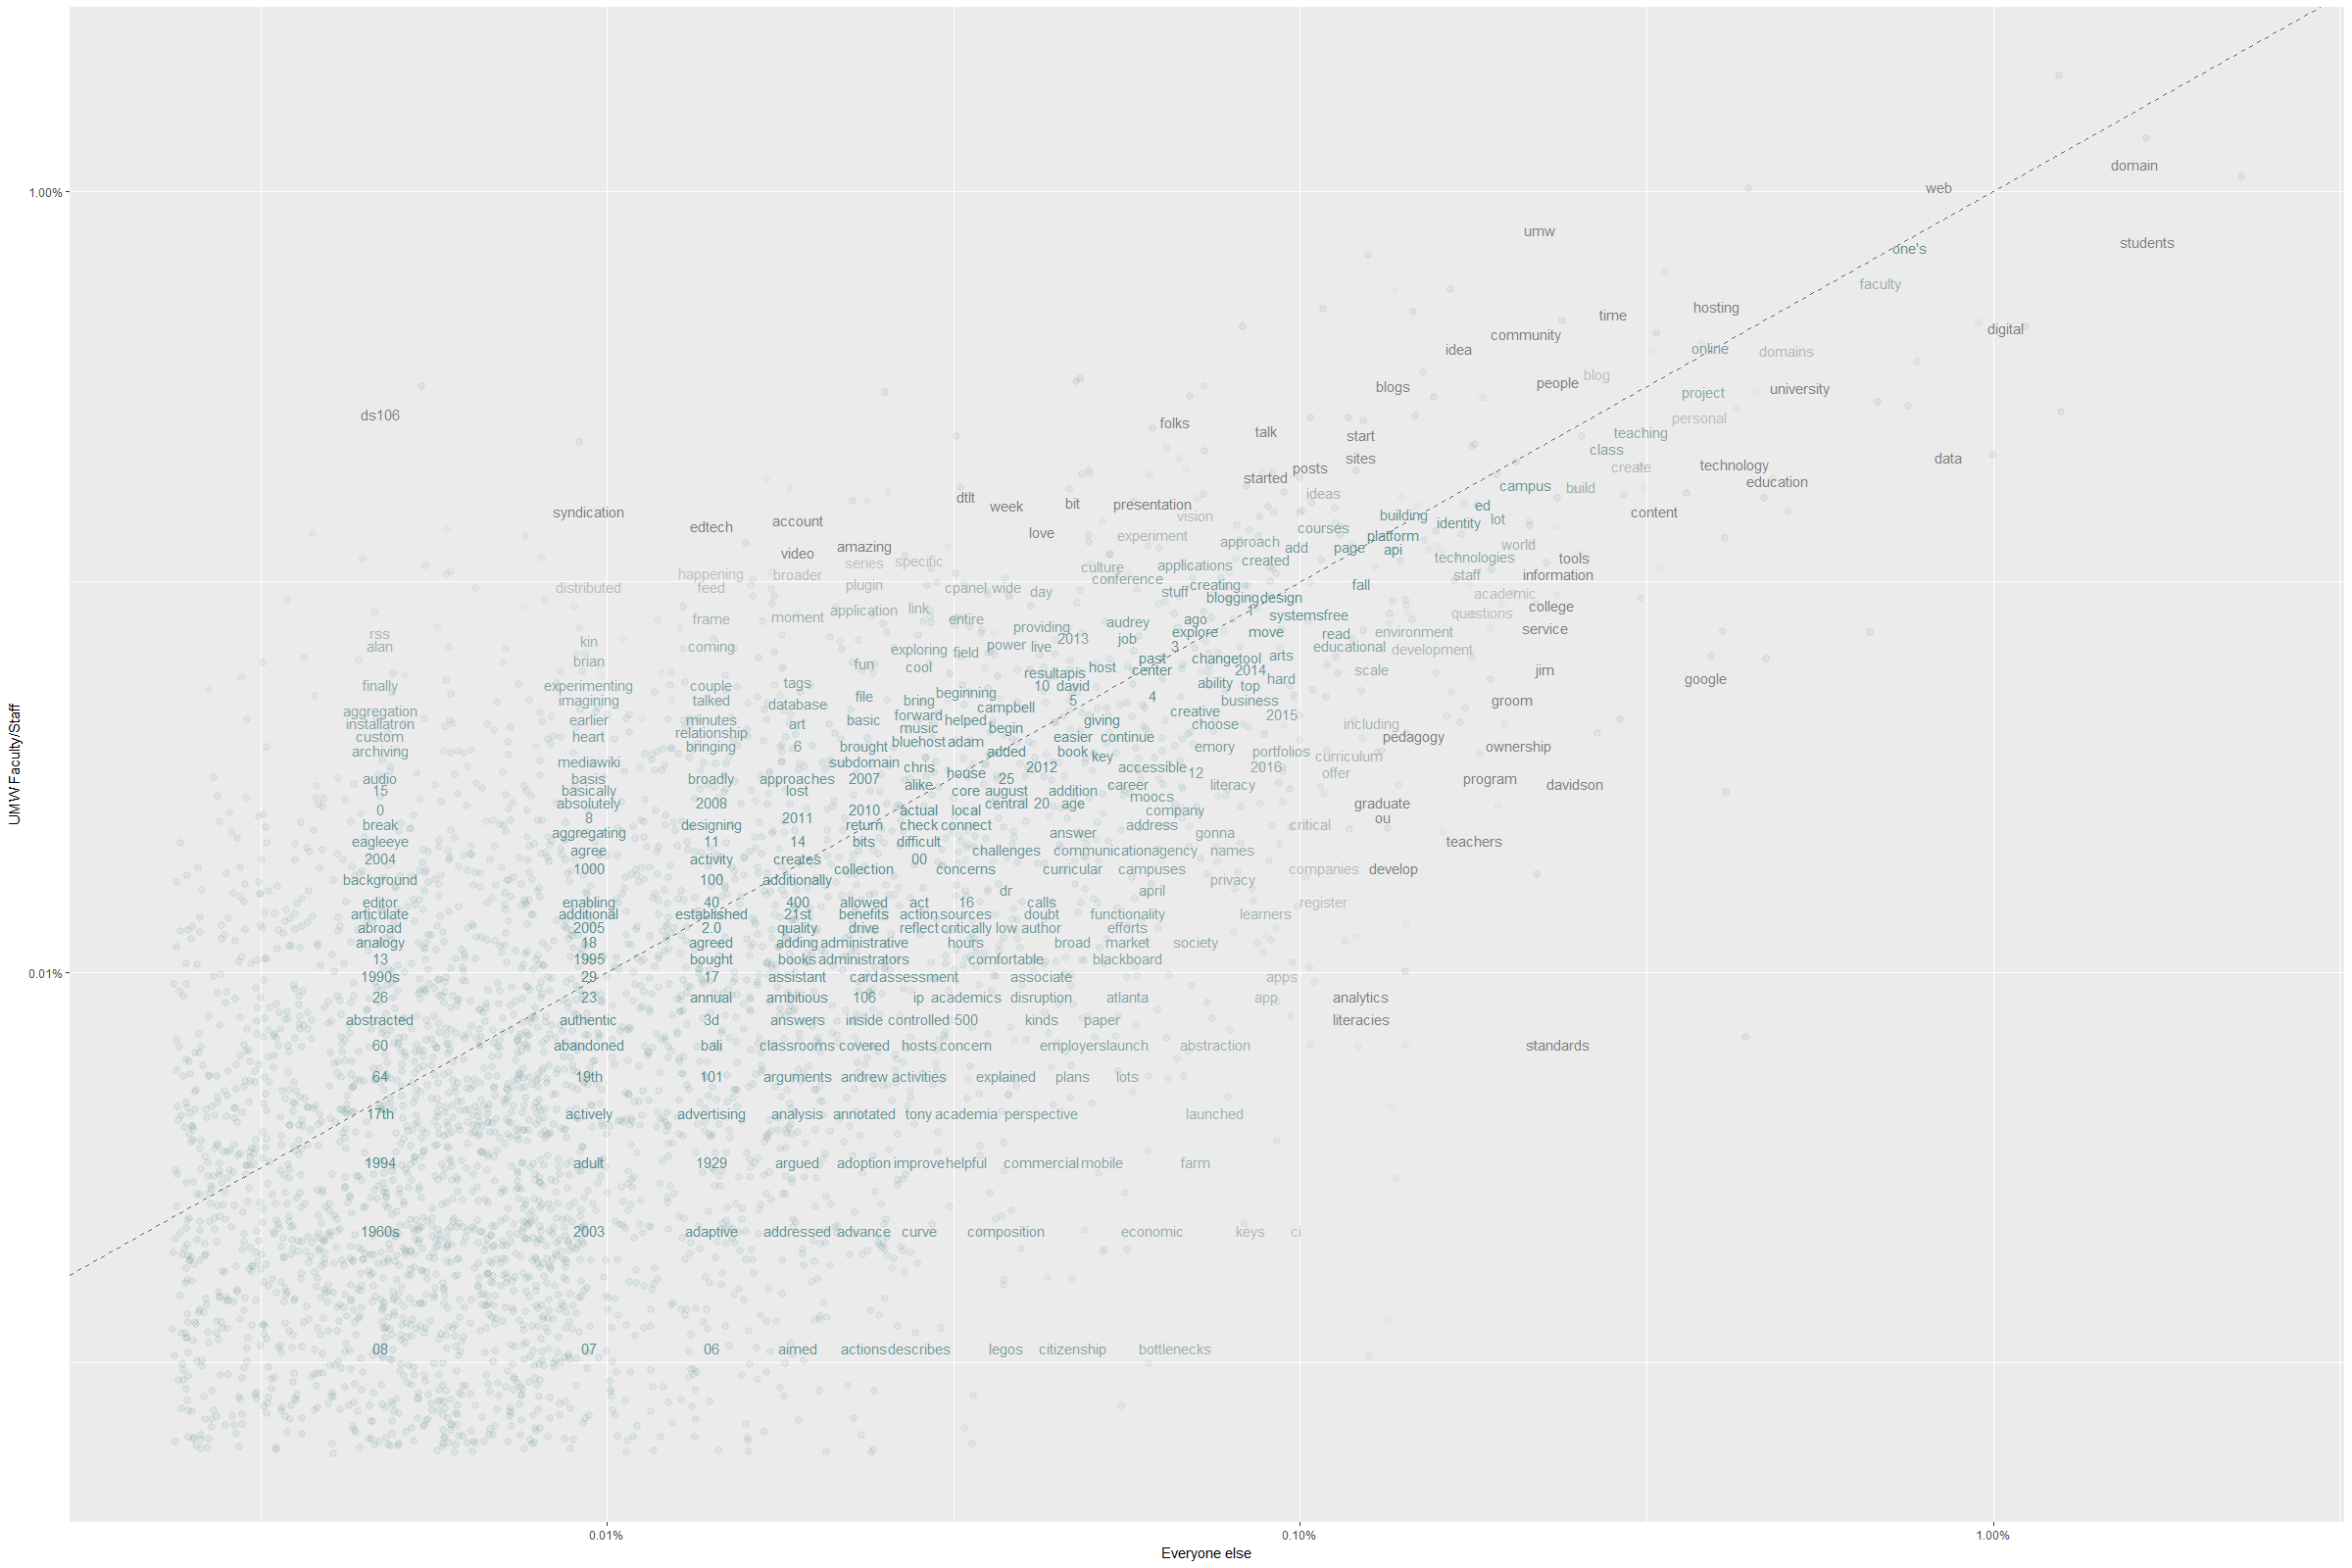 domain
1.00%
web
umw
students
one's
faculty
hosting
time
digital
community
idea
online
domains
blog
people
blogs
university
project
ds106
personal
folks
talk
start
teaching
class
sites
data
posts
create
technology
started
education
campus
build
ideas
dtlt
week
bit
presentation
ed
syndication
vision
building
lot
content
edtech
account
identity
courses
love
experiment
platform
approach
world
video
amazing
add
page
api
series
specific
created
technologies
tools
happening
broader
culture
applications
staff
information
conference
distributed
feed
plugin
cpanel
wide
day
stuff
creating
fall
academic
blogging
design
college
application
link
1
questions
frame
moment
entire
systems
free
ago
audrey
providing
service
rss
explore
move
read
environment
kin
2013
job
alan
coming
power
live
3
educational
exploring
field
development
brian
fun
cool
past
changetool
arts
host
center
2014
scale
jim
result
apis
hard
google
finally
experimenting
couple
tags
10
david
ability
top
beginning
file
4
imagining
talked
database
bring
5
business
groom
campbell
aggregation
forward
creative
2015
earlier
minutes
basic
helped
giving
installatron
art
music
begin
choose
including
custom
heart
relationship
bluehost
adam
easier
continue
pedagogy
archiving
bringing
6
brought
added
book
emory
portfolios
ownership
mediawiki
subdomain
key
curriculum
chris
2012
accessible
2016
house
12
offer
audio
basis
broadly
approaches
2007
25
program
alike
career
literacy
davidson
15
basically
lost
core
august
addition
moocs
0
absolutely
2008
2010
actual
local
central
20
age
company
graduate
8
2011
ou
break
designing
return
check
connect
address
critical
aggregating
answer
gonna
eagleeye
11
14
bits
difficult
teachers
agree
challenges
communication
agency
names
2004
activity
creates
00
1000
collection
concerns
curricular
campuses
companies
develop
background
100
additionally
privacy
dr
april
editor
enabling
40
400
allowed
act
16
calls
register
articulate
additional
established
21st
benefits
action
sources
doubt
functionality
learners
abroad
2005
2.0
quality
drive
reflect
critically
low
author
efforts
analogy
18
agreed
adding
administrative
hours
broad
market
society
13
1995
bought
books
administrators
comfortable
blackboard
0.01%
1990s
29
17
assistant
card
assessment
associate
apps
26
23
annual
ambitious
106
ip
academics
disruption
atlanta
app
analytics
abstracted
authentic
3d
answers
inside
controlled
500
kinds
paper
literacies
60
abandoned
bali
classrooms
covered
hosts
concern
employers
launch
abstraction
standards
64
19th
101
arguments
andrew
activities
explained
plans
lots
17th
actively
advertising
analysis
annotated
tony
academia
perspective
launched
1994
adult
1929
argued
adoption
improve
helpful
commercial
mobile
farm
1960s
2003
adaptive
addressed
advance
curve
composition
economic
keys
ci
08
07
06
aimed
actions
describes
legos
citizenship
bottlenecks
UMW Faculty/Staff
0.01%
0.10%
1.00%
Everyone else